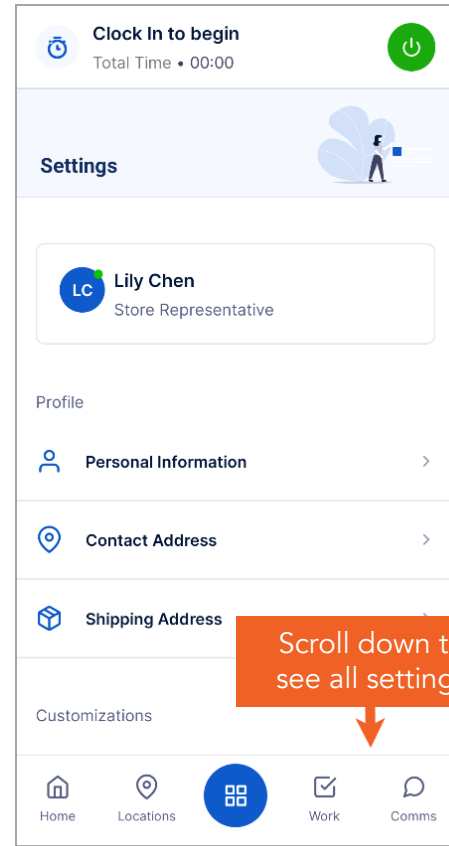 Clock In to begin
Total Time • 00:00
Settings
LC
Lily Chen
Store Representative
Profile
Personal Information
Contact Address
Shipping Address
Scroll down t
see all setting
Customizations
Home
Locations
Work
Comms